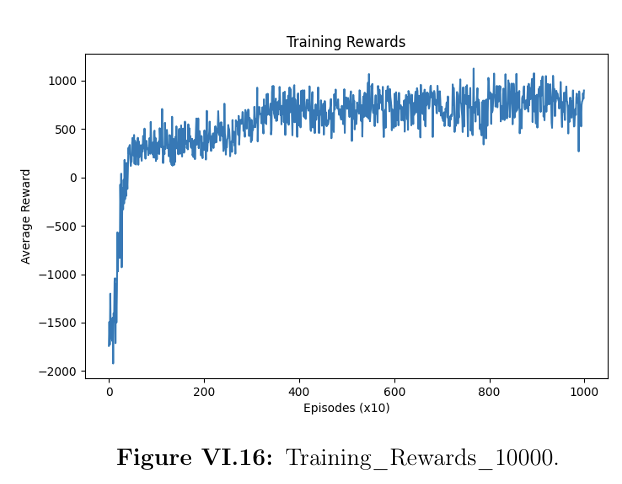 Training Rewards
1000
500
0
−500
−1000
−1500
−2000
Average Reward
0 200 400 600 800 1000
Episodes (x10)
Figure VI.16: Training_Rewards_10000.